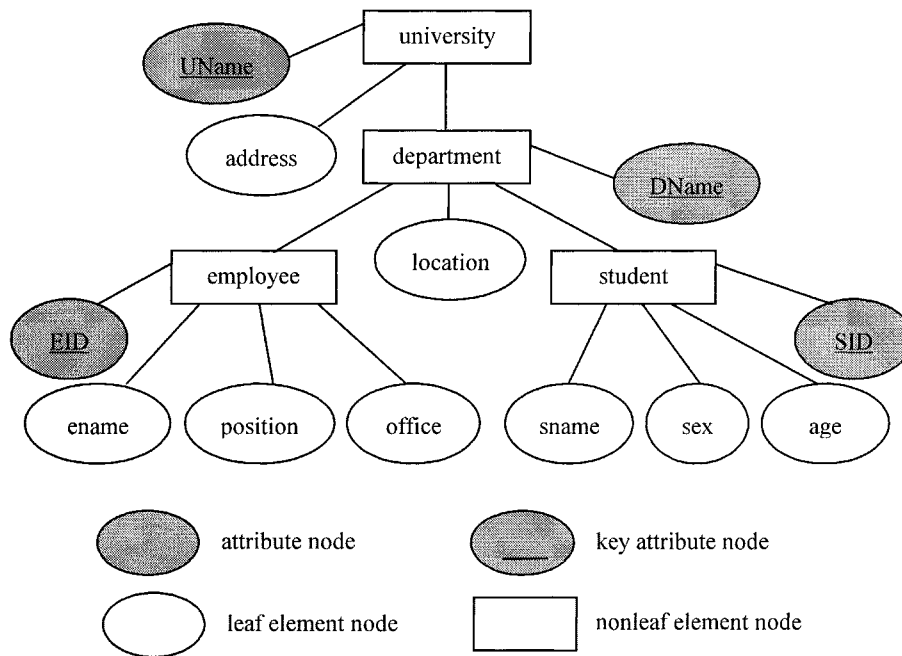 university
UName
address
department
DName
employee
location
student
EID
SID
ename
position
office
sname
sex
age
attribute node
key attribute node
leaf element node
nonleaf element node